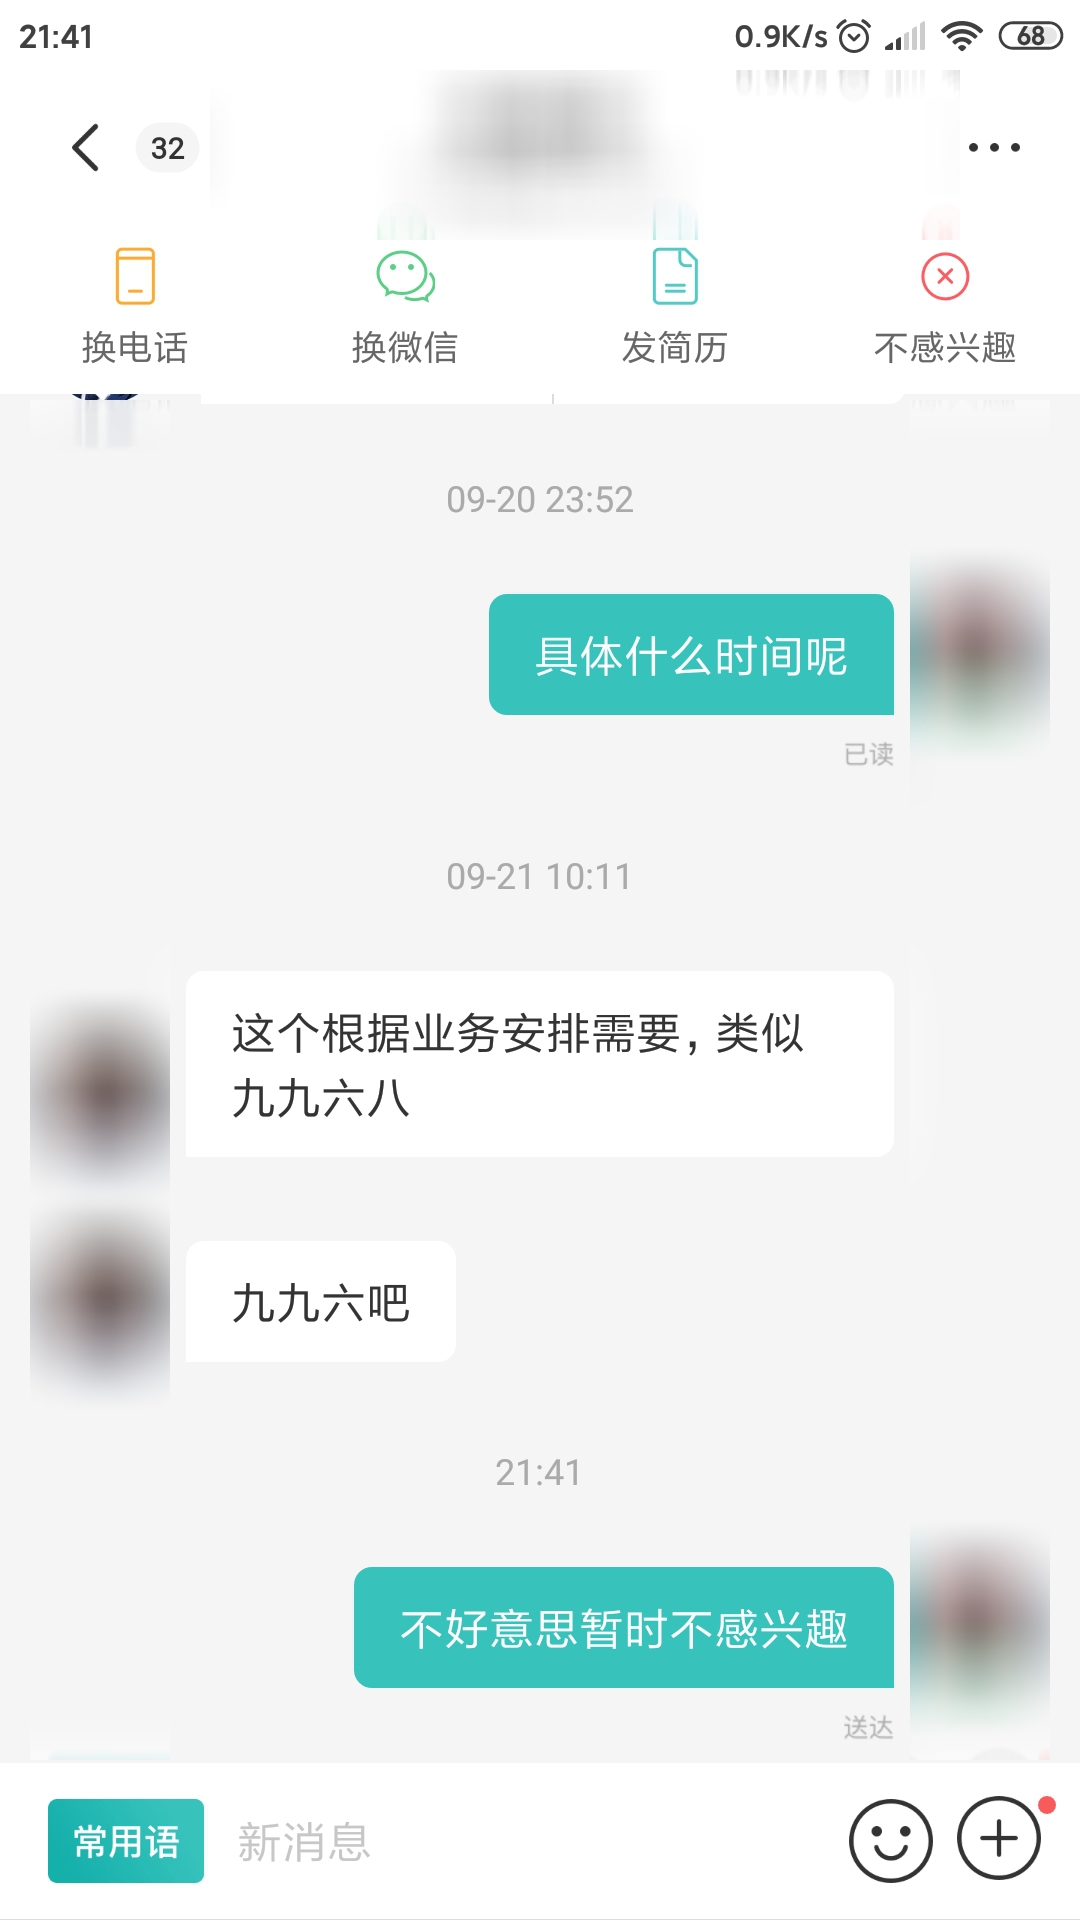 21:41
0.9K/s
68
32
换电话
换微信
发简历
不感兴趣
09-20 23:52
具体什么时间呢
已读
09-21 10:11
这个根据业务安排需要，类似
九九六八
九九六吧
21:41
不好意思暂时不感兴趣
送达
常用语
新消息